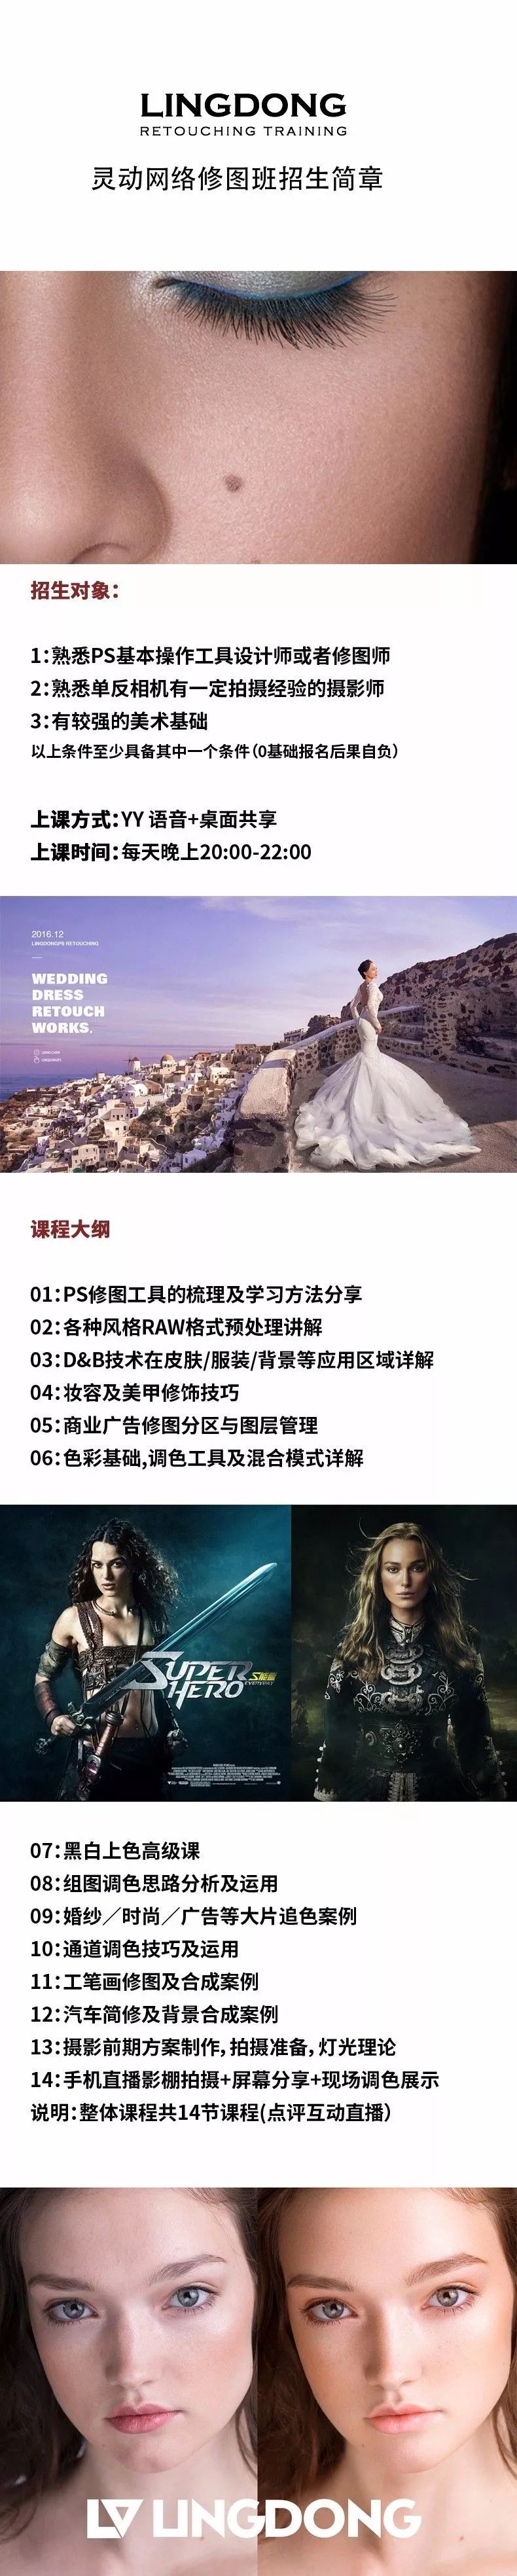 LINGDONG
RETOUCHING TRAINING
灵动网络修图班招生简章
招生对象：
1：熟悉PS基本操作工具设计师或者修图师
2：熟悉单反相机有一定拍摄经验的摄影师
3：有较强的美术基础
以上条件至少具备其中一个条件（0基础报名后果自负）
上课方式：YY 语音+桌面共享
上课时间：每天晚上20:00-22:00
2016.12
LINGDONGPS RETOUCHING
WEDDING
DRESS
RETOUCH
WORKS.
课程大纲
01：PS修图工具的梳理及学习方法分享
02：各种风格RAW格式预处理讲解
03：D&B技术在皮肤/服装/背景等应用区域详解
04：妆容及美甲修饰技巧
05：商业广告修图分区与图层管理
06：色彩基础,调色工具及混合模式详解
SUPER
HERO
07：黑白上色高级课
08：组图调色思路分析及运用
09：婚纱／时尚／广告等大片追色案例
10：通道调色技巧及运用
11：工笔画修图及合成案例
12：汽车简修及背景合成案例
13：摄影前期方案制作，拍摄准备，灯光理论
14：手机直播影棚拍摄+屏幕分享+现场调色展示
说明：整体课程共14节课程(点评互动直播）
LINGDONG